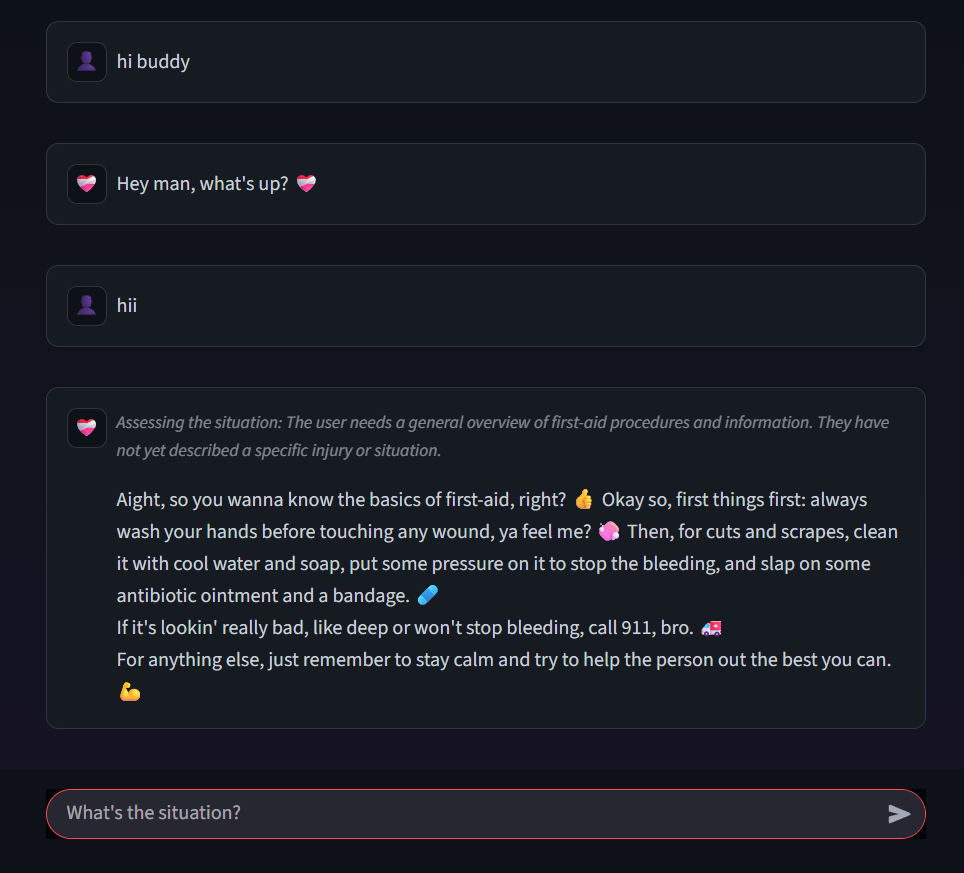 hi buddy
Hey man, what's up? 💝
hii
Assessing the situation: The user needs a general overview of first-aid procedures and information. They have
not yet described a specific injury or situation.
Aight, so you wanna know the basics of first-aid, right? 👍 Okay so, first things first: always
wash your hands before touching any wound, ya feel me? 🧼 Then, for cuts and scrapes, clean
it with cool water and soap, put some pressure on it to stop the bleeding, and slap on some
antibiotic ointment and a bandage. 🩹
If it's lookin' really bad, like deep or won't stop bleeding, call 911, bro. 🚑
For anything else, just remember to stay calm and try to help the person out the best you can.
💪
What's the situation?